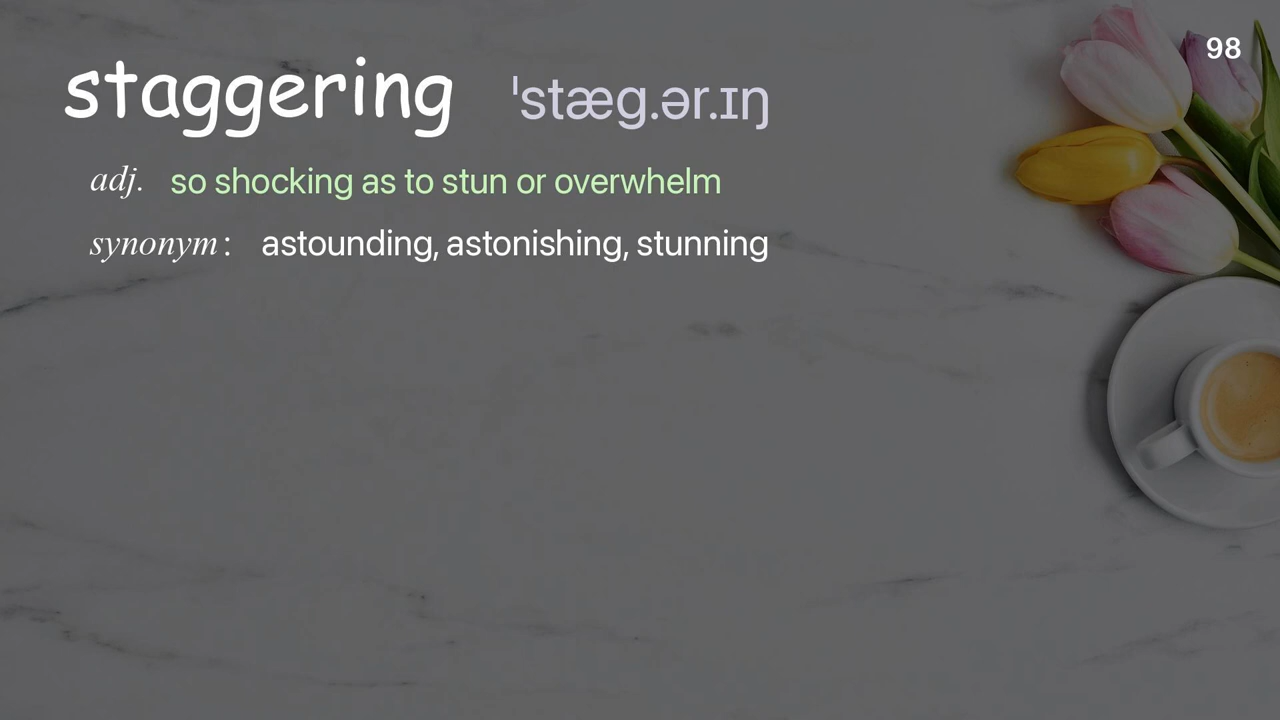 98
staggering ˈstæg.ər.ɪŋ
adj. so shocking as to stun or overwhelm
synonym: astounding, astonishing, stunning